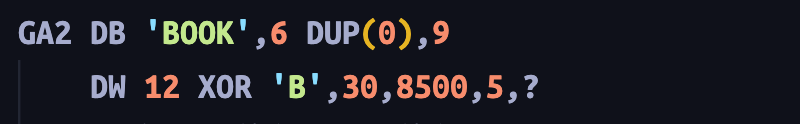 GA2 DB 'BOOK',6 DUP(0),9
DW 12 XOR 'B',30,8500,5,?